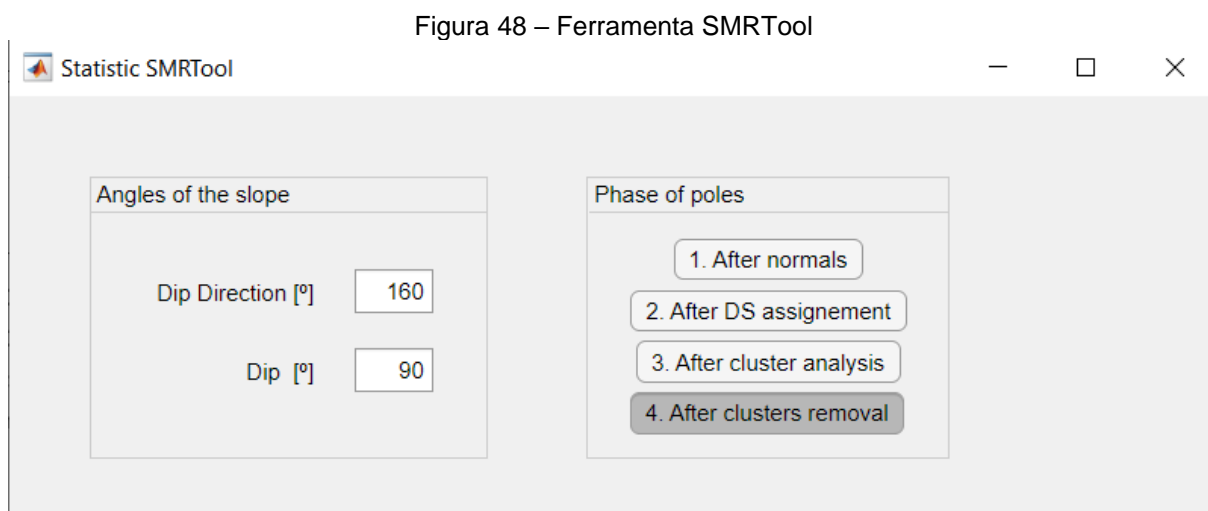 Figura 48 – Ferramenta SMRTool
Statistic SMRTool
Angles of the slope
Dip Direction [º] 160
Dip [º] 90
Phase of poles
1. After normals
2. After DS assignement
3. After cluster analysis
4. After clusters removal